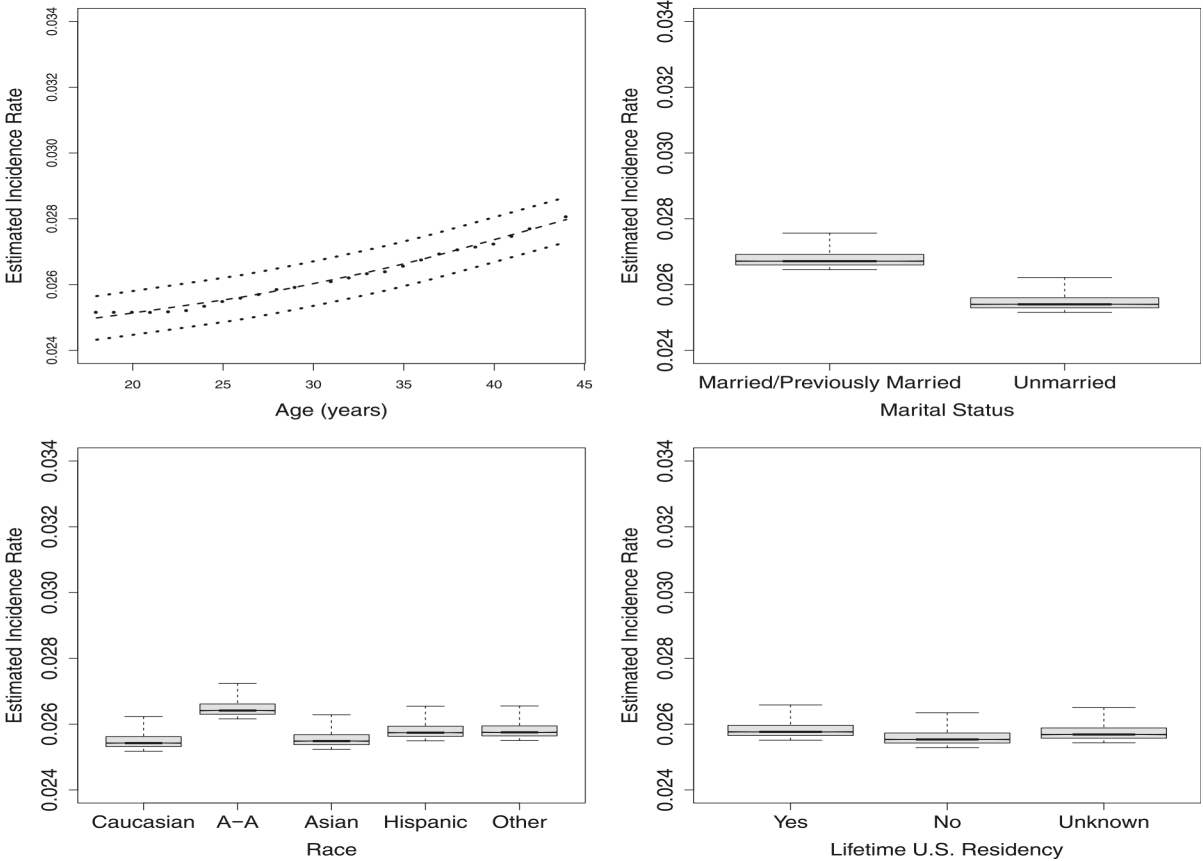 Estimated Incidence Rate
0.034
0.032
0.030
0.028
0.026
0.024
20 25 30 35 40 45
Age (years)
Estimated Incidence Rate
0.034
0.032
0.030
0.028
0.026
0.024
Married/Previously Married Unmarried
Marital Status
Estimated Incidence Rate
0.034
0.032
0.030
0.028
0.026
0.024
Caucasian A-A Asian Hispanic Other
Race
Estimated Incidence Rate
0.034
0.032
0.030
0.028
0.026
0.024
Yes No Unknown
Lifetime U.S. Residency